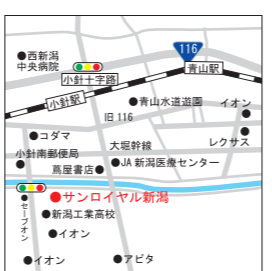 116
●西新潟
中央病院
小針十字路
青山駅
小針駅
●青山水道遊園
イオン
旧 116
●コダマ
大堀幹線
レクサス
小針南郵便局
●JA 新潟医療センター
蔦屋書店●
●サンロイヤル新潟
●セーブオン
●新潟工業高校
●イオン
●イオン
●アピタ